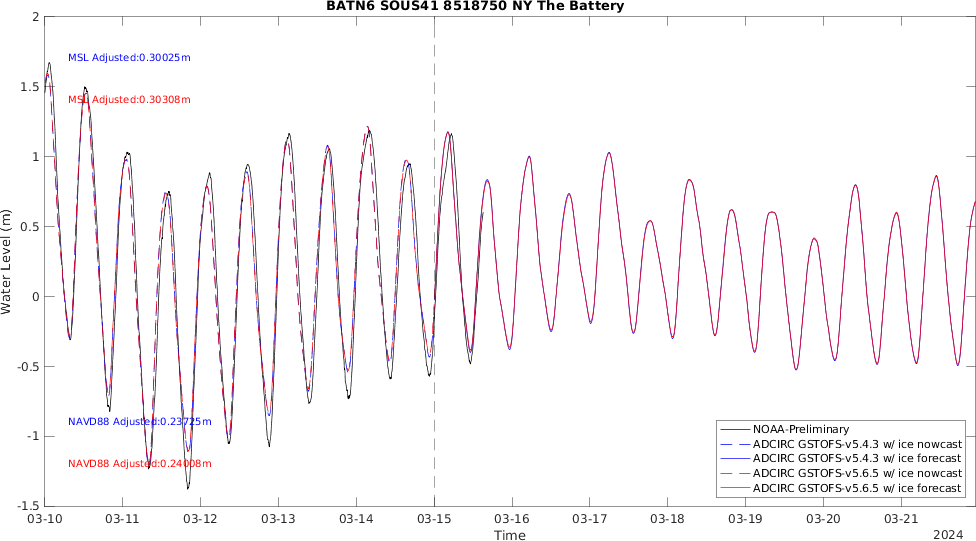 BATN6 SOUS41 8518750 NY The Battery
2
1.5
1
0.5
0
-0.5
-1
-1.5
Water Level (m)
MSL Adjusted:0.30025m
MSL Adjusted:0.30308m
NAVD88 Adjusted:0.23725m
NAVD88 Adjusted:0.24008m
NOAA-Preliminary
ADCIRC GSTOFS-v5.4.3 w/ ice nowcast
ADCIRC GSTOFS-v5.4.3 w/ ice forecast
ADCIRC GSTOFS-v5.6.5 w/ ice nowcast
ADCIRC GSTOFS-v5.6.5 w/ ice forecast
03-10 03-11 03-12 03-13 03-14 03-15 03-16 03-17 03-18 03-19 03-20 03-21
Time
2024